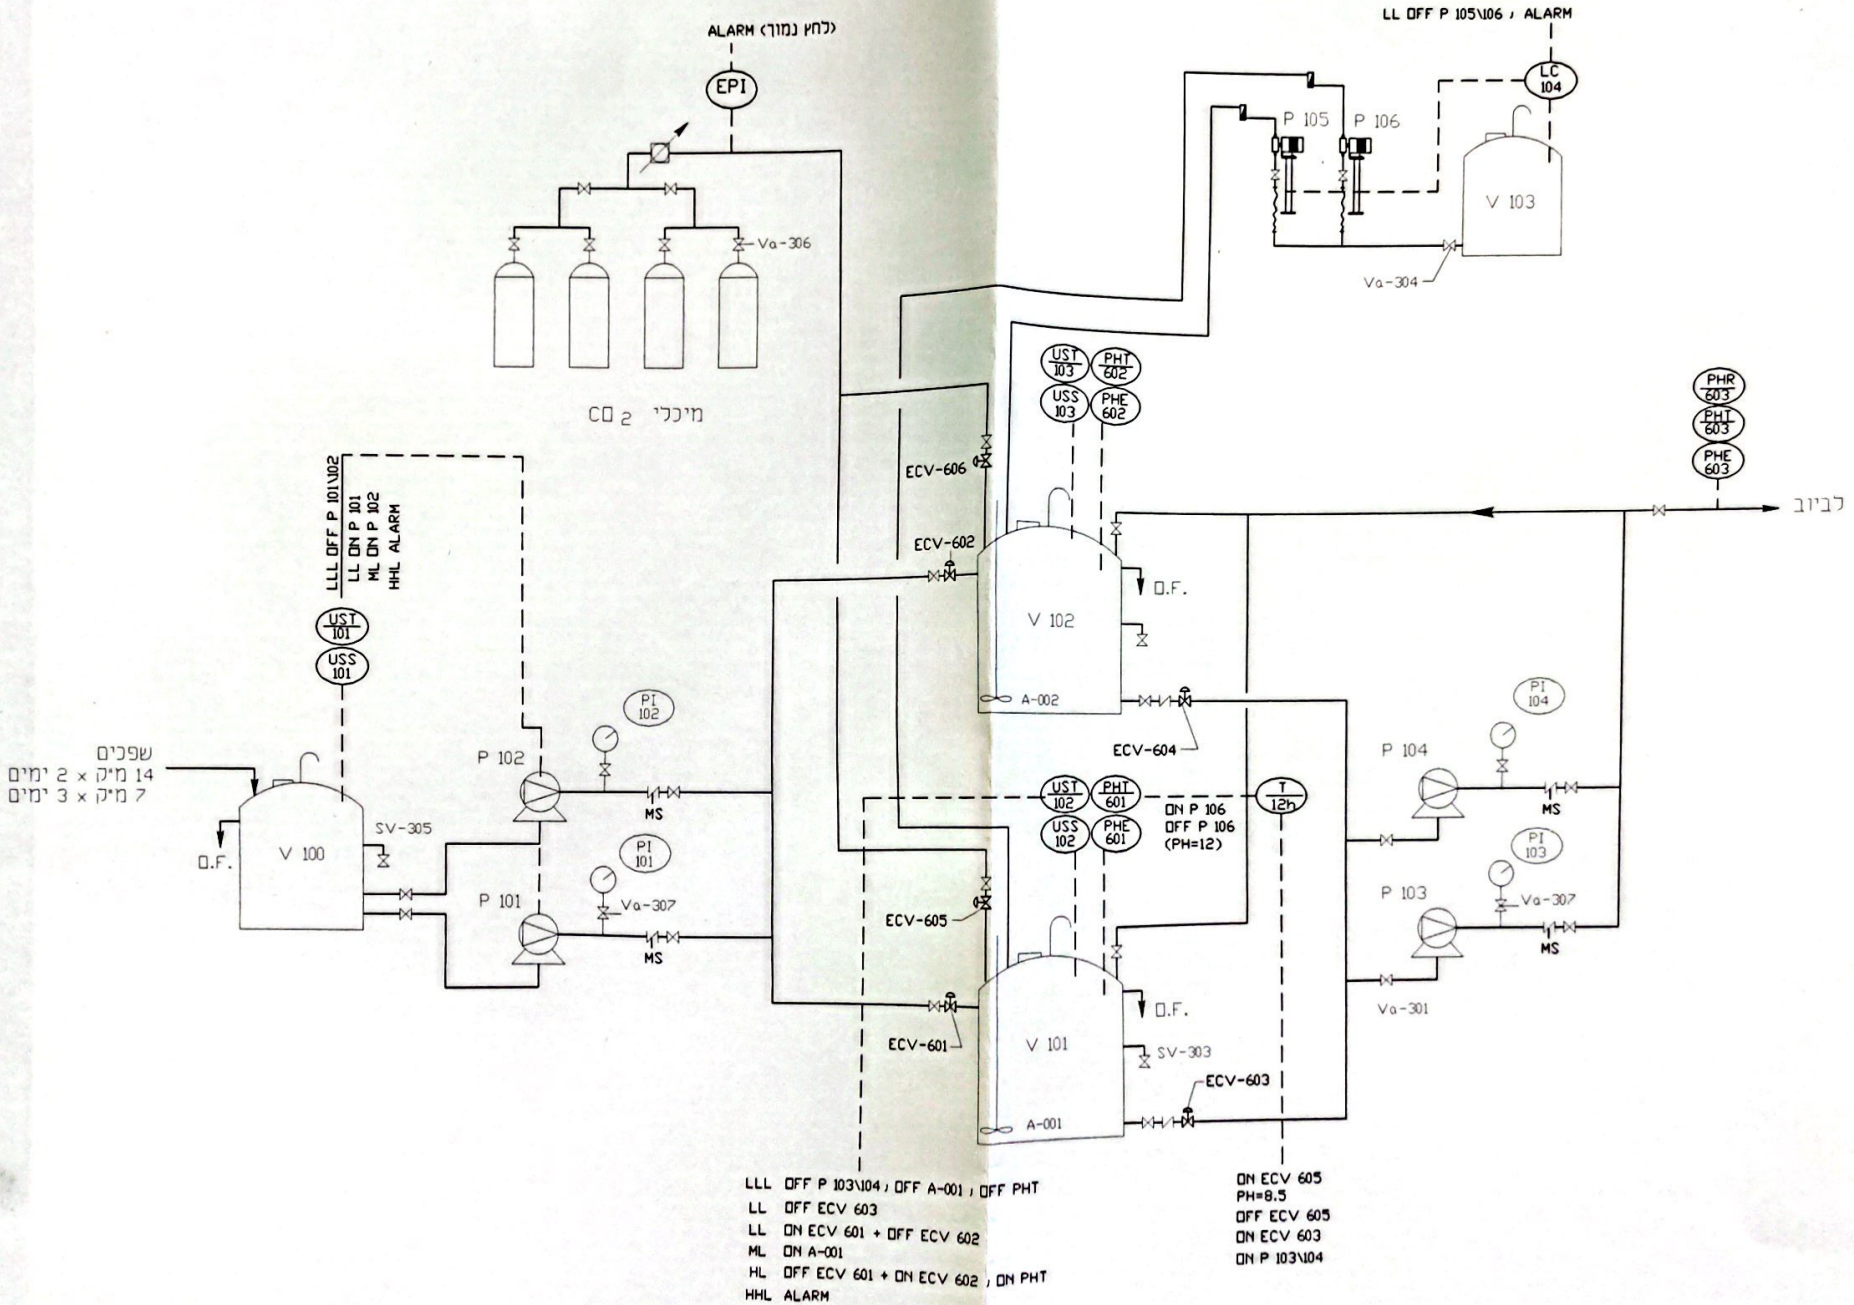 ALARM (לחץ נמוך)
EPI
Va-306
מיכלי CO 2
LL OFF P 105\106 , ALARM
LC
104
P 105
P 106
V 103
Va-304
UST
103
PHT
602
USS
103
PHE
602
PHR
603
PHT
603
PHE
603
לביוב
ECV-606
ECV-602
O.F.
V 102
A-002
ECV-604
LLL OFF P 101\102
LL ON P 101
ML ON P 102
HHL ALARM
UST
101
USS
101
שפכים
14 מ״ק x 2 ימים
7 מ״ק x 3 ימים
O.F.
V 100
SV-305
P 102
PI
102
MS
P 101
PI
101
Va-307
MS
UST
102
PHT
601
USS
102
PHE
601
ON P 106
OFF P 106
(PH=12)
T
12h
P 104
PI
104
MS
P 103
PI
103
Va-307
MS
Va-301
ECV-605
ECV-601
O.F.
V 101
SV-303
ECV-603
A-001
LLL OFF P 103\104 , OFF A-001 , OFF PHT
LL OFF ECV 603
LL ON ECV 601 + OFF ECV 602
ML ON A-001
HL OFF ECV 601 + ON ECV 602 , ON PHT
HHL ALARM
ON ECV 605
PH=8.5
OFF ECV 605
ON ECV 603
ON P 103\104